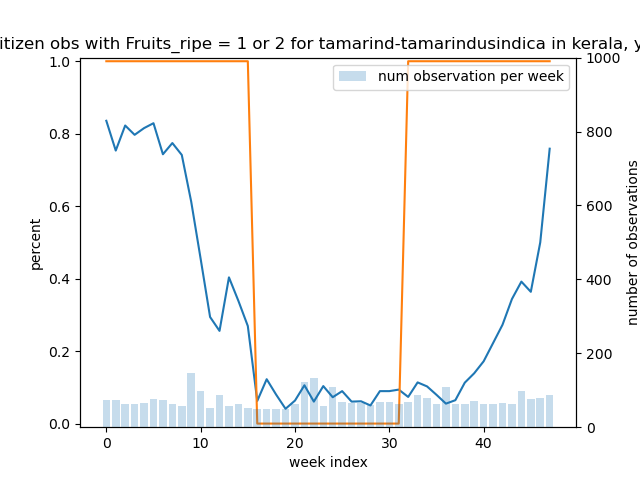 itizen obs with Fruits_ripe = 1 or 2 for tamarind-tamarindusindica in kerala, y
num observation per week
percent
number of observations
1.0
0.8
0.6
0.4
0.2
0.0
1000
800
600
400
200
0
0 10 20 30 40
week index